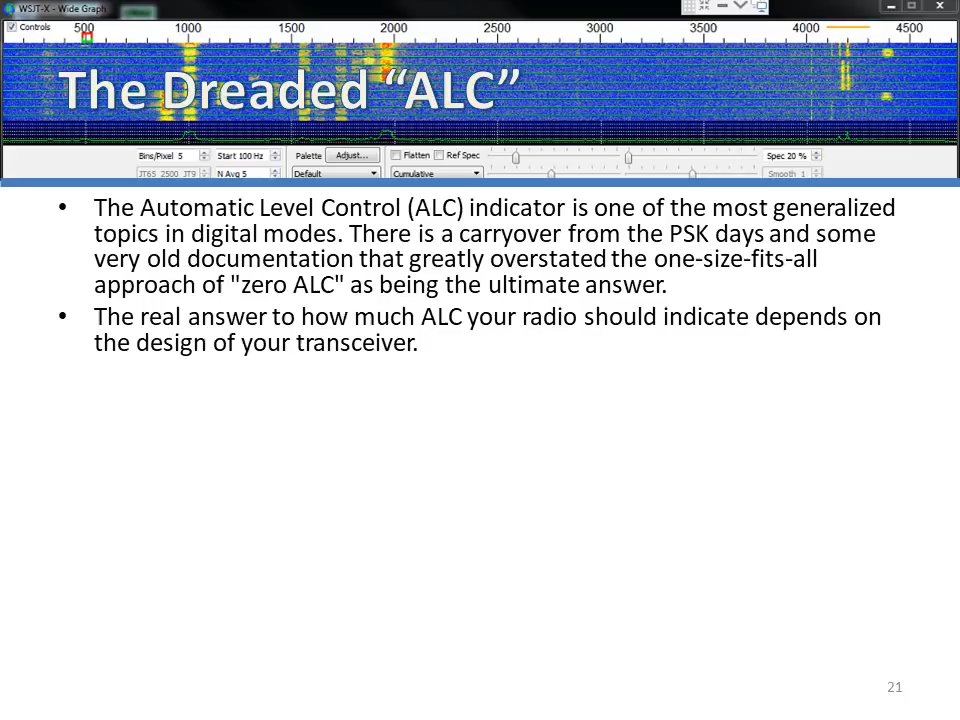 WSJT-X - Wide Graph
Controls 500 1000 1500 2000 2500 3000 3500 4000 4500
The Dreaded “ALC”
Bins/Pixel 5 Start 100 Hz Palette Adjust... Flatten Ref Spec Spec 20 %
JT65 2500 JT9 N Avg 5 Default Cumulative Smooth 1
• The Automatic Level Control (ALC) indicator is one of the most generalized
topics in digital modes. There is a carryover from the PSK days and some
very old documentation that greatly overstated the one-size-fits-all
approach of "zero ALC" as being the ultimate answer.
• The real answer to how much ALC your radio should indicate depends on
the design of your transceiver.
21